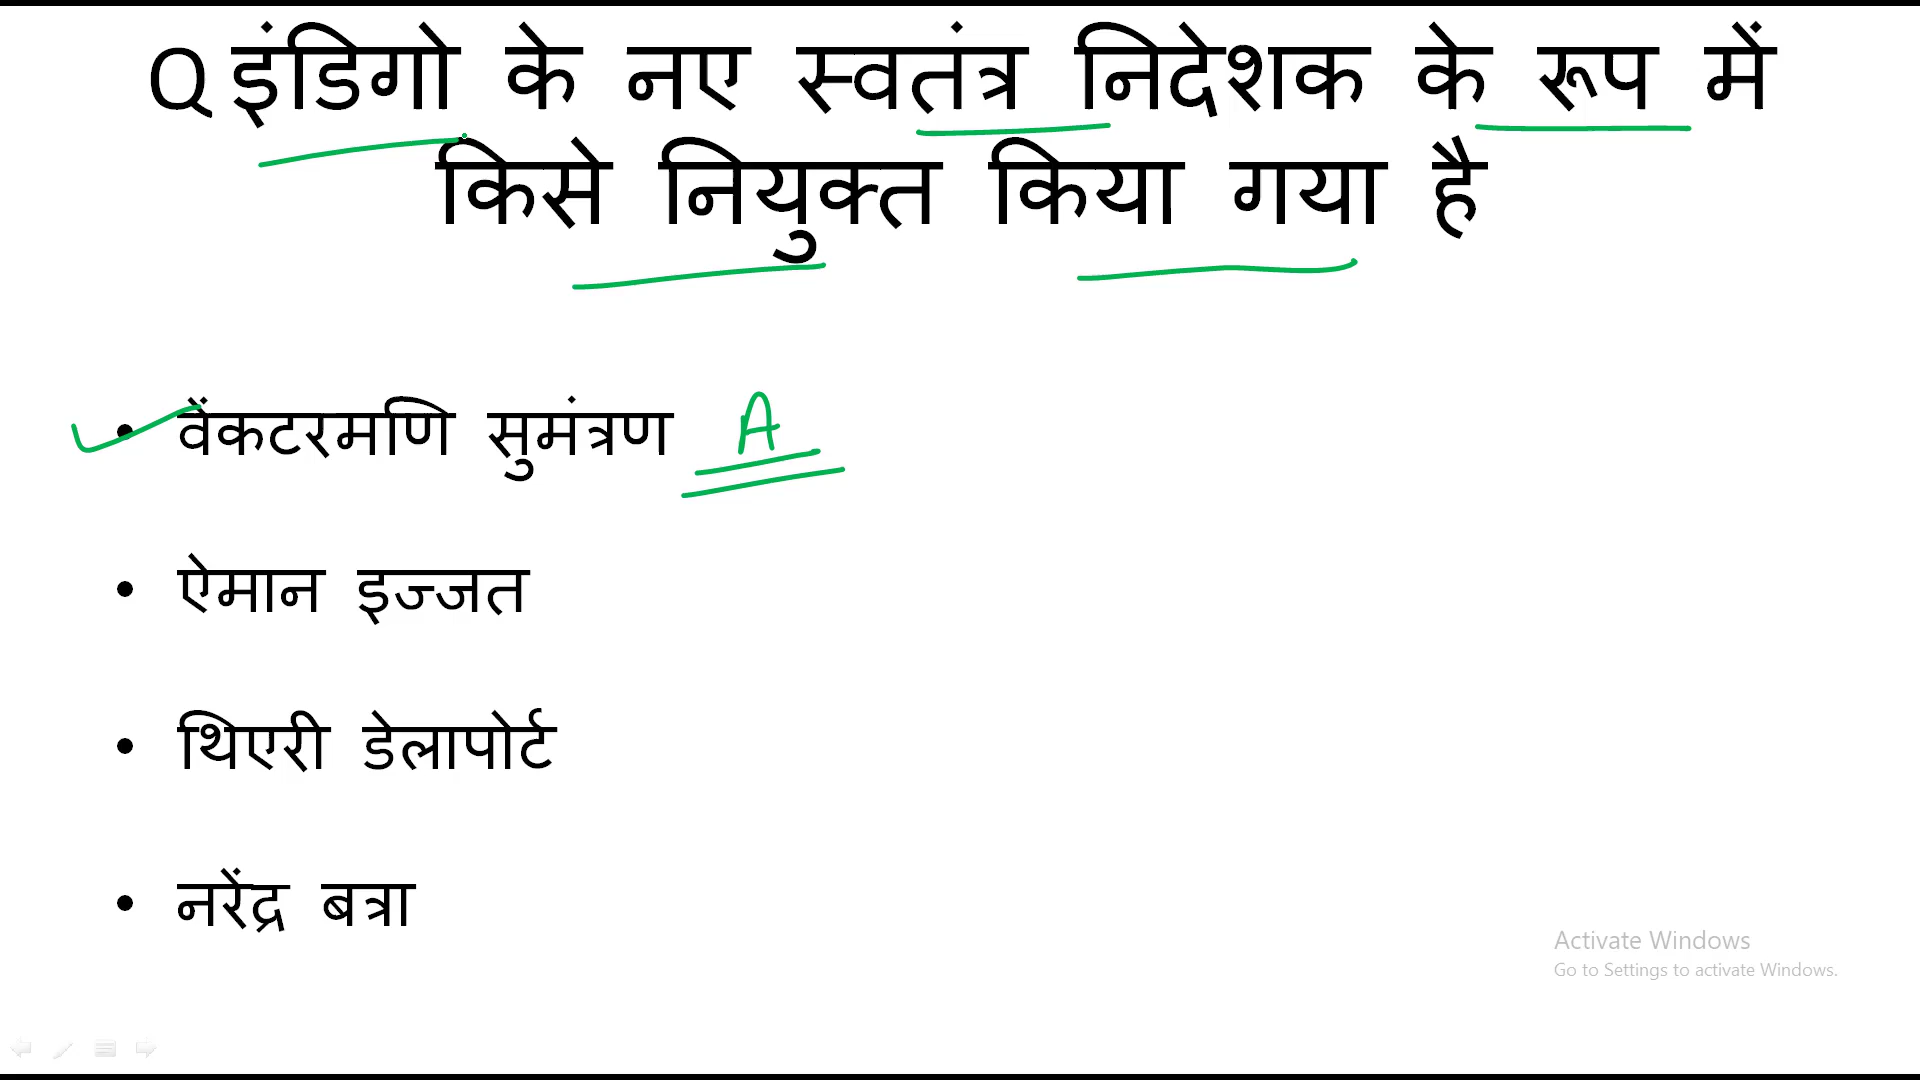 Q इंडिगो के नए स्वतंत्र निदेशक के रूप में
किसे नियुक्त किया गया है
• वेंकटरमणि सुमंत्रण A
• ऐमान इज्जत
• थिएरी डेलापोर्ट
• नरेंद्र बत्रा
Activate Windows
Go to Settings to activate Windows.